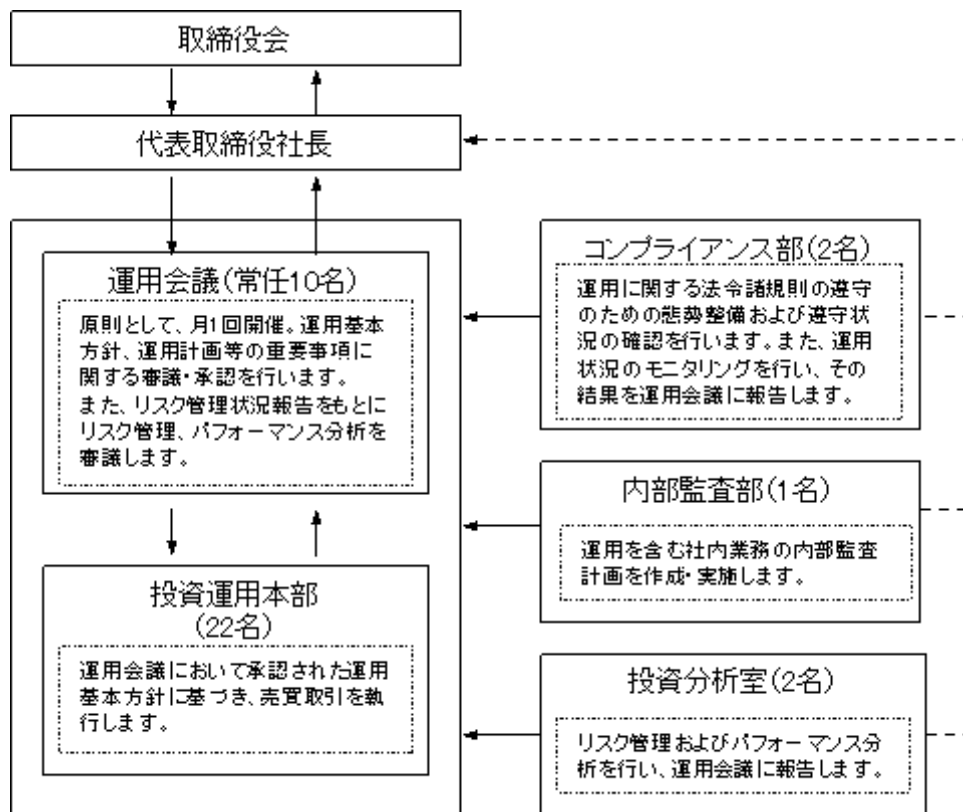 取締役会
代表取締役社長
運用会議(常任10名)
原則として、月1回開催。運用基本
方針、運用計画等の重要事項に
関する審議・承認を行います。
また、リスク管理状況報告をもとに
リスク管理、パフォーマンス分析を
審議します。
投資運用本部
(22名)
運用会議において承認された運用
基本方針に基づき、売買取引を執
行します。
コンプライアンス部(2名)
運用に関する法令諸規則の遵守
のための態勢整備および遵守状
況の確認を行います。また、運用
状況のモニタリングを行い、その
結果を運用会議に報告します。
内部監査部(1名)
運用を含む社内業務の内部監査
計画を作成・実施します。
投資分析室(2名)
リスク管理およびパフォーマンス分
析を行い、運用会議に報告します。